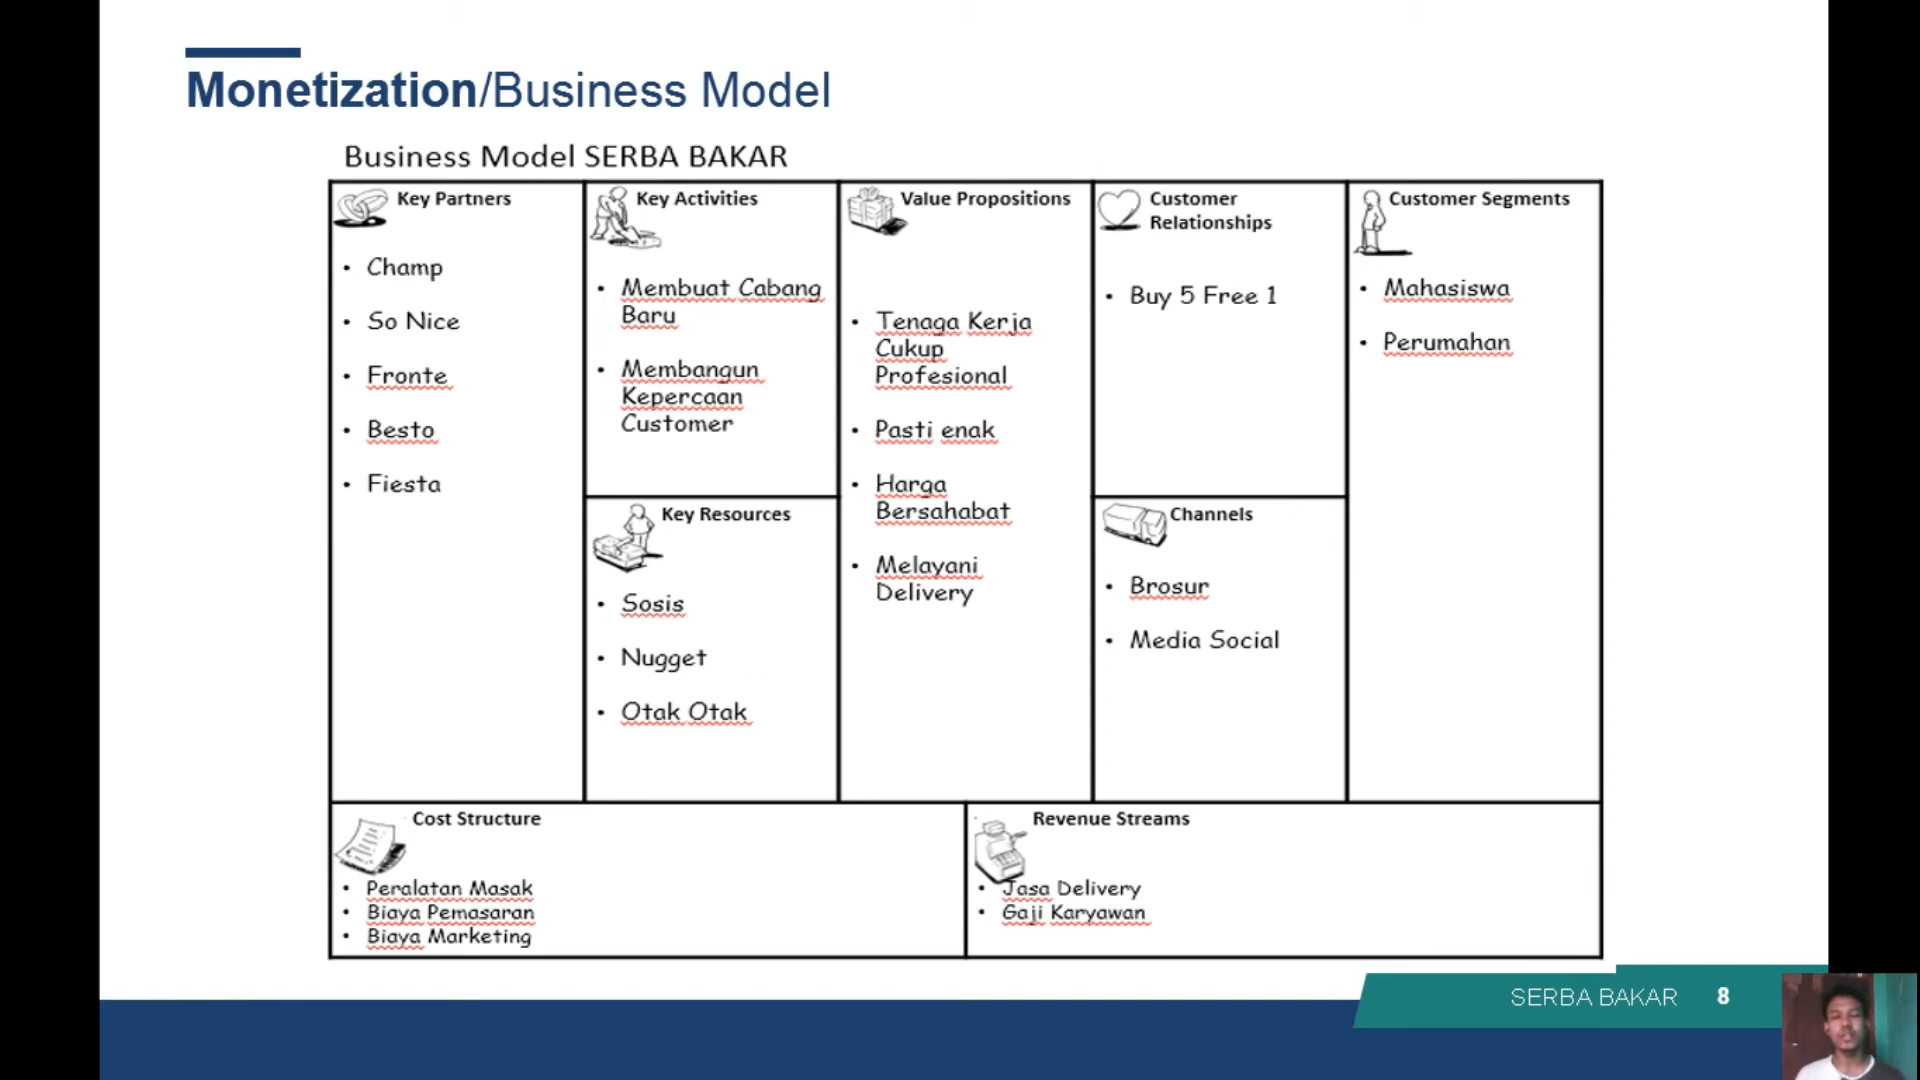 Monetization/Business Model
Business Model SERBA BAKAR
Key Partners
• Champ
• So Nice
• Fronte
• Besto
• Fiesta
Key Activities
• Membuat Cabang
Baru
• Membangun
Kepercaan
Customer
Key Resources
• Sosis
• Nugget
• Otak Otak
Value Propositions
• Tenaga Kerja
Cukup
Profesional
• Pasti enak
• Harga
Bersahabat
• Melayani
Delivery
Customer
Relationships
• Buy 5 Free 1
Channels
• Brosur
• Media Social
Customer Segments
• Mahasiswa
• Perumahan
Cost Structure
• Peralatan Masak
• Biaya Pemasaran
• Biaya Marketing
Revenue Streams
• Jasa Delivery
• Gaji Karyawan
SERBA BAKAR 8